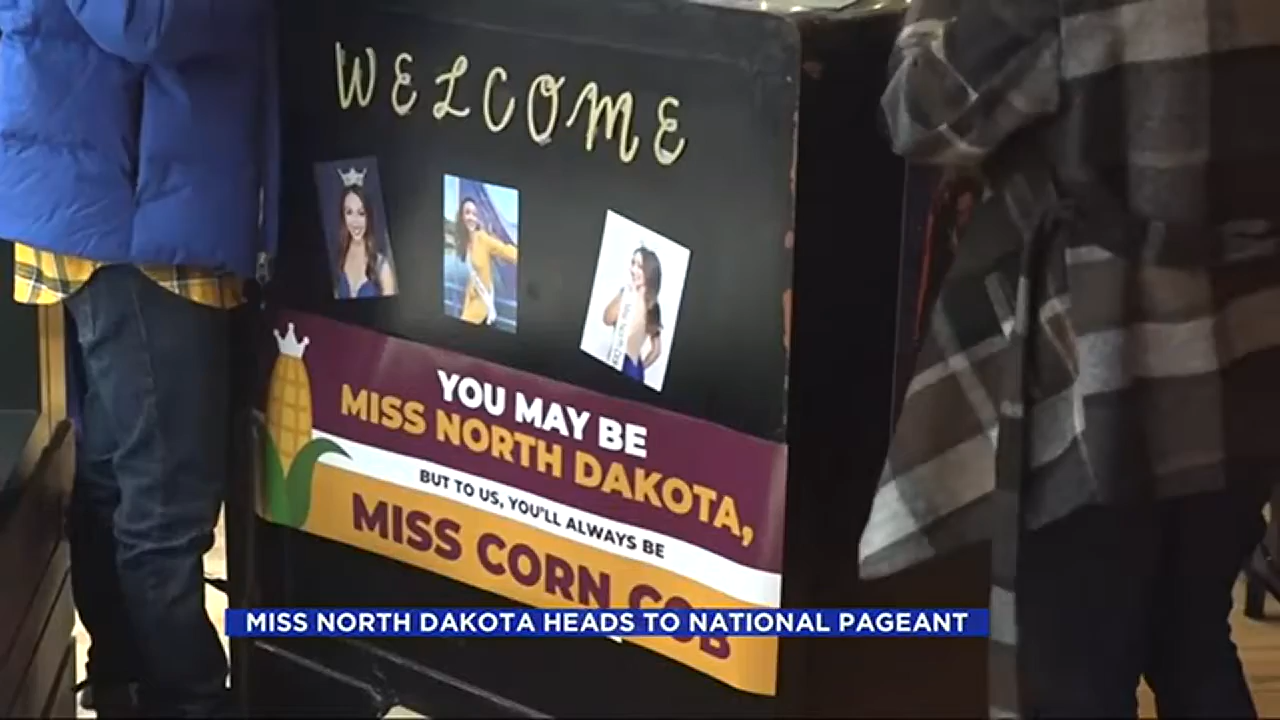 WELCOME
YOU MAY BE
MISS NORTH DAKOTA,
BUT TO US, YOU'LL ALWAYS BE
MISS CORN COB
MISS NORTH DAKOTA HEADS TO NATIONAL PAGEANT